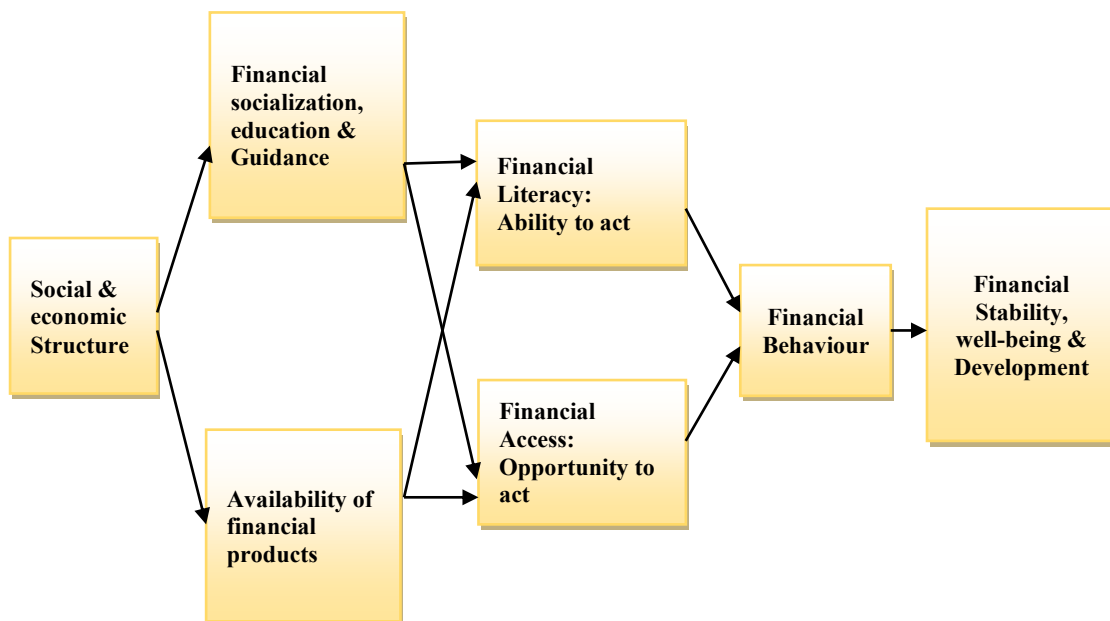 Financial
socialization,
education &
Guidance
Financial
Literacy:
Ability to act
Social &
economic
Structure
Financial
Behaviour
Financial
Stability,
well-being &
Development
Financial
Access:
Opportunity to
act
Availability of
financial
products